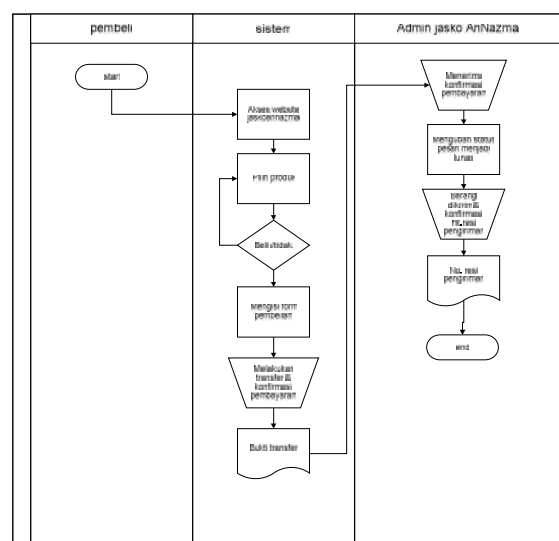 pembeli
sistem
Admin jasko AnNazma
start
Akses website
jaskoannazma
Pilih produk
Beli/tidak
Mengisi form
pembelian
Melakukan
transfer &
konfirmasi
pembayaran
Bukti transfer
Menerima
konfirmasi
pembayaran
Mengubah status
pesan menjadi
lunas
Barang
dikirim &
konfirmasi
no. resi
pengiriman
No. resi
pengiriman
end